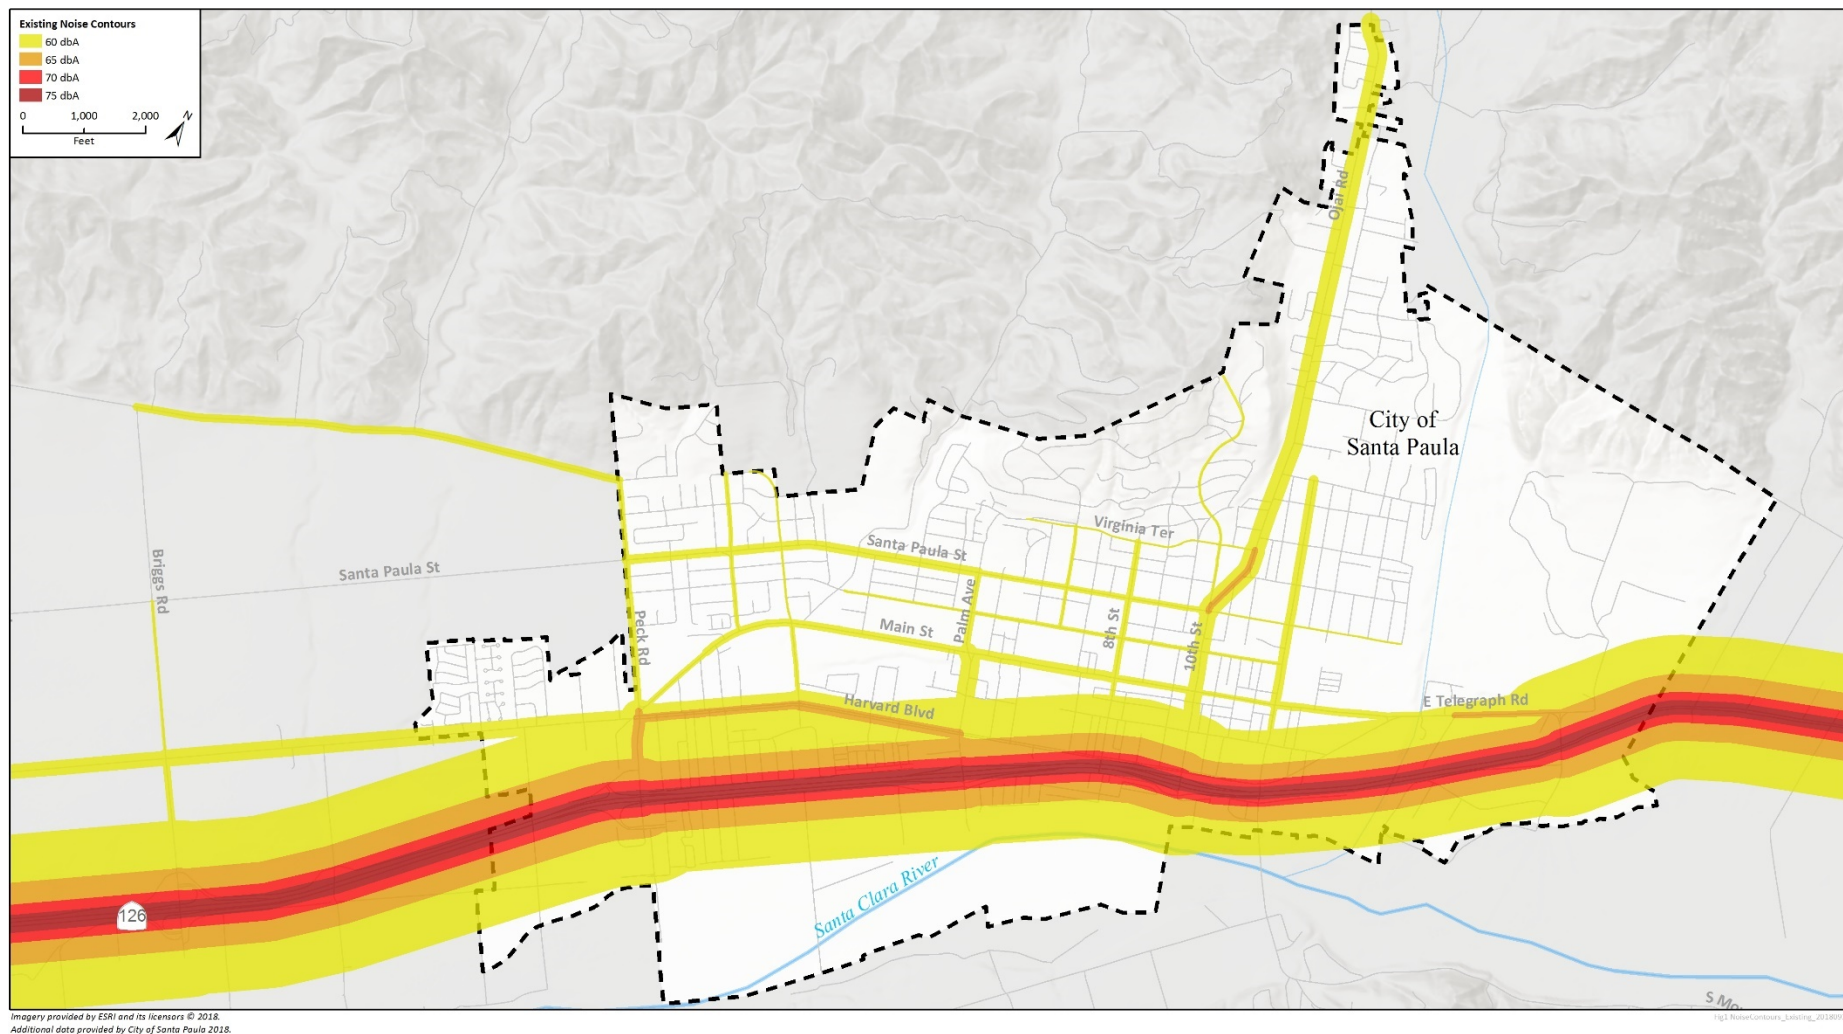 Existing Noise Contours
60 dbA
65 dbA
70 dbA
75 dbA
0 1,000 2,000
Feet
N
Ojai Rd
City of
Santa Paula
Virginia Ter
Santa Paula St
Santa Paula St
Briggs Rd
Peck Rd
Main St
Palm Ave
8th St
10th St
Harvard Blvd
E Telegraph Rd
126
Santa Clara River
S Mo
Imagery provided by ESRI and its licensors © 2018.
Additional data provided by City of Santa Paula 2018.